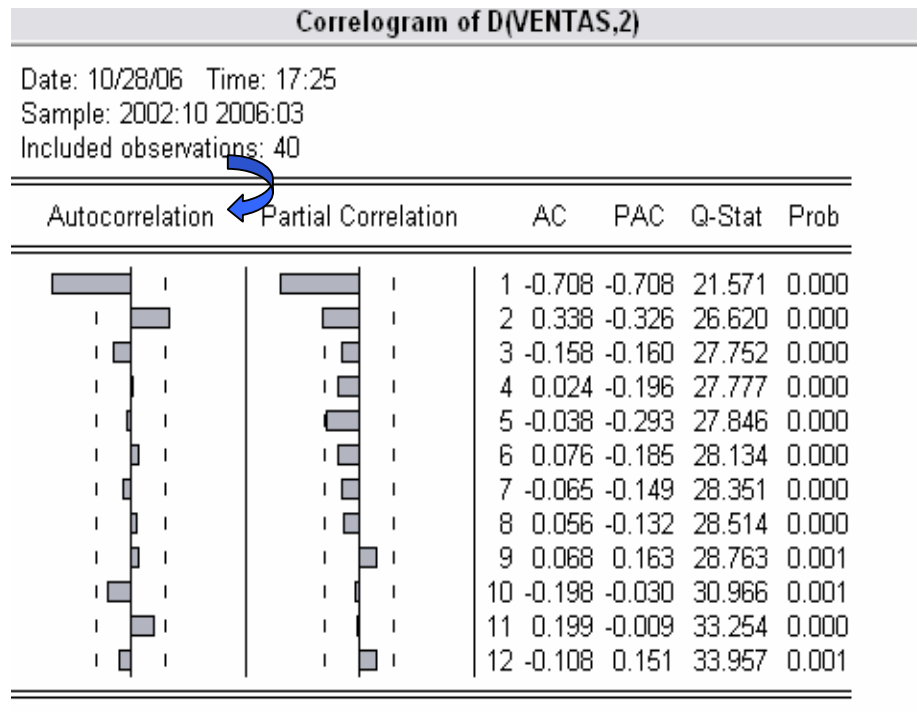 Correlogram of D(VENTAS,2)
Date: 10/28/06 Time: 17:25
Sample: 2002:10 2006:03
Included observations: 40
Autocorrelation Partial Correlation AC PAC Q-Stat Prob
1 -0.708 -0.708 21.571 0.000
2 0.338 -0.326 26.620 0.000
3 -0.158 -0.160 27.752 0.000
4 0.024 -0.196 27.777 0.000
5 -0.038 -0.293 27.846 0.000
6 0.076 -0.185 28.134 0.000
7 -0.065 -0.149 28.351 0.000
8 0.056 -0.132 28.514 0.000
9 0.068 0.163 28.763 0.001
10 -0.198 -0.030 30.966 0.001
11 0.199 -0.009 33.254 0.000
12 -0.108 0.151 33.957 0.001